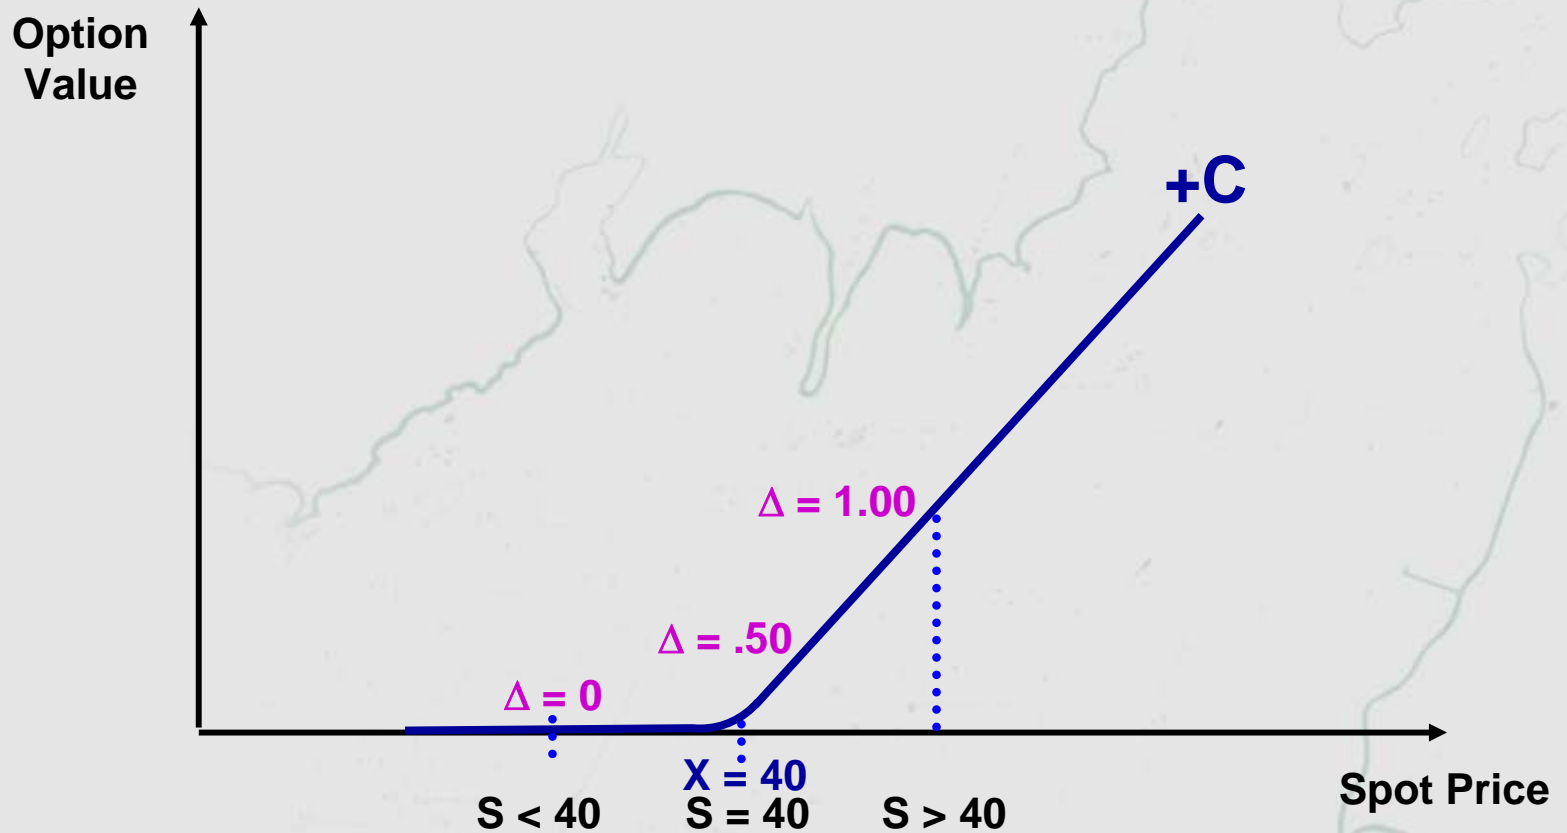 Option
Value
+C
Δ = 1.00
Δ = .50
Δ = 0
X = 40
S < 40
S = 40
S > 40
Spot Price